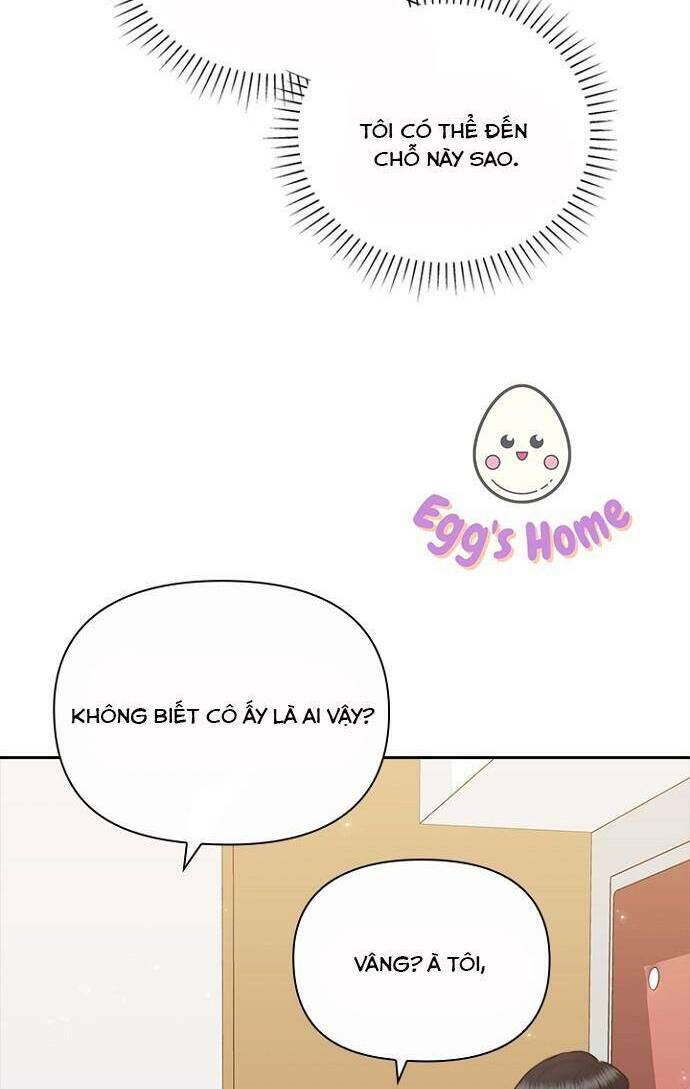 TÔI CÓ THỂ ĐẾN
CHỖ NÀY SAO.
Egg's Home
KHÔNG BIẾT CÔ ẤY LÀ AI VẬY?
VÂNG? À TÔI,